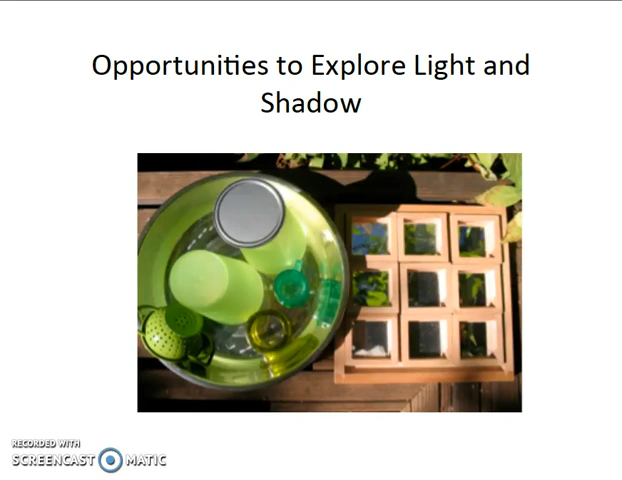 Opportunities to Explore Light and
Shadow
RECORDED WITH
SCREENCAST MATIC